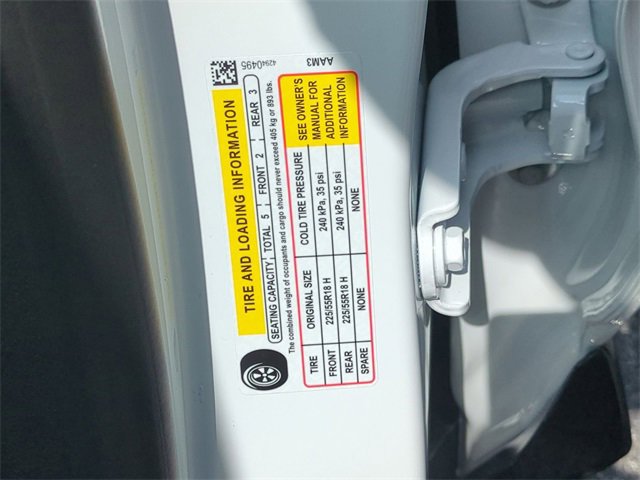 42940495 AAM3
TIRE AND LOADING INFORMATION
SEATING CAPACITY TOTAL 5 FRONT 2 REAR 3
The combined weight of occupants and cargo should never exceed 405 kg or 893 lbs.
TIRE ORIGINAL SIZE COLD TIRE PRESSURE
FRONT 225/55R18 H 240 kPa, 35 psi
REAR 225/55R18 H 240 kPa, 35 psi
SPARE NONE NONE
SEE OWNER'S
MANUAL FOR
ADDITIONAL
INFORMATION